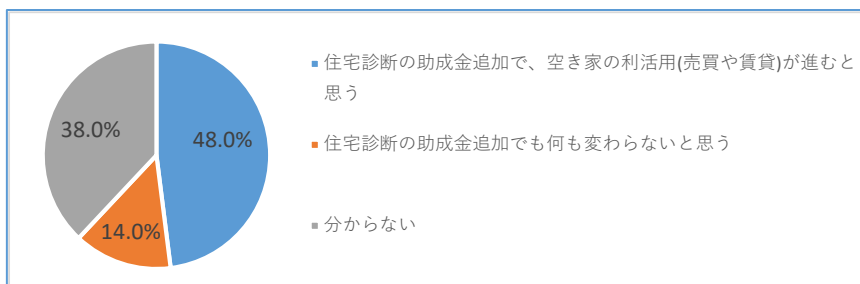 住宅診断の助成金追加で、空き家の利活用(売買や賃貸)が進むと
思う
38.0%
48.0%
住宅診断の助成金追加でも何も変わらないと思う
14.0%
分からない